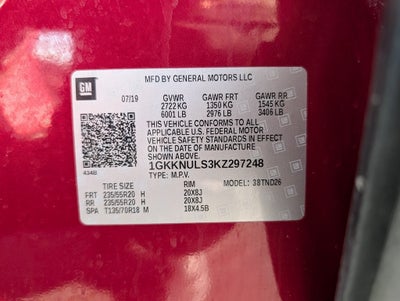 GM
MFD BY GENERAL MOTORS LLC
07/19 GVWR GAWR FRT GAWR RR
2722 KG 1350 KG 1545 KG
6001 LB 2976 LB 3406 LB
THIS VEHICLE CONFORMS TO ALL
APPLICABLE U.S. FEDERAL MOTOR
VEHICLE SAFETY STANDARDS IN EFFECT
ON THE DATE OF MANUFACTURE
SHOWN ABOVE.
1GKKNULS3KZ297248
TYPE: M.P.V.
434B
TIRE SIZE RIM MODEL: 38TND26
FRT 235/55R20 H 20X8J
RR 235/55R20 H 20X8J
SPA T135/70R18 M 18X4.5B